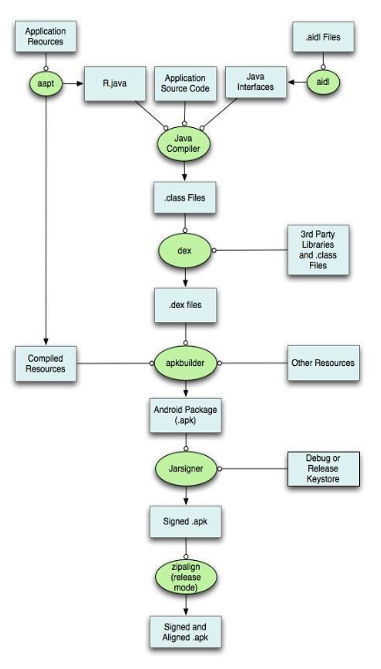 Application
Reources
.aidl Files
aapt
R.java
Application
Source Code
Java
Interfaces
aidl
Java
Compiler
.class Files
dex
3rd Party
Libraries
and .class
Files
.dex files
Compiled
Resources
apkbuilder
Other Resources
Android Package
(.apk)
Jarsigner
Debug or
Release
Keystore
Signed .apk
zipalign
(release
mode)
Signed and
Aligned .apk